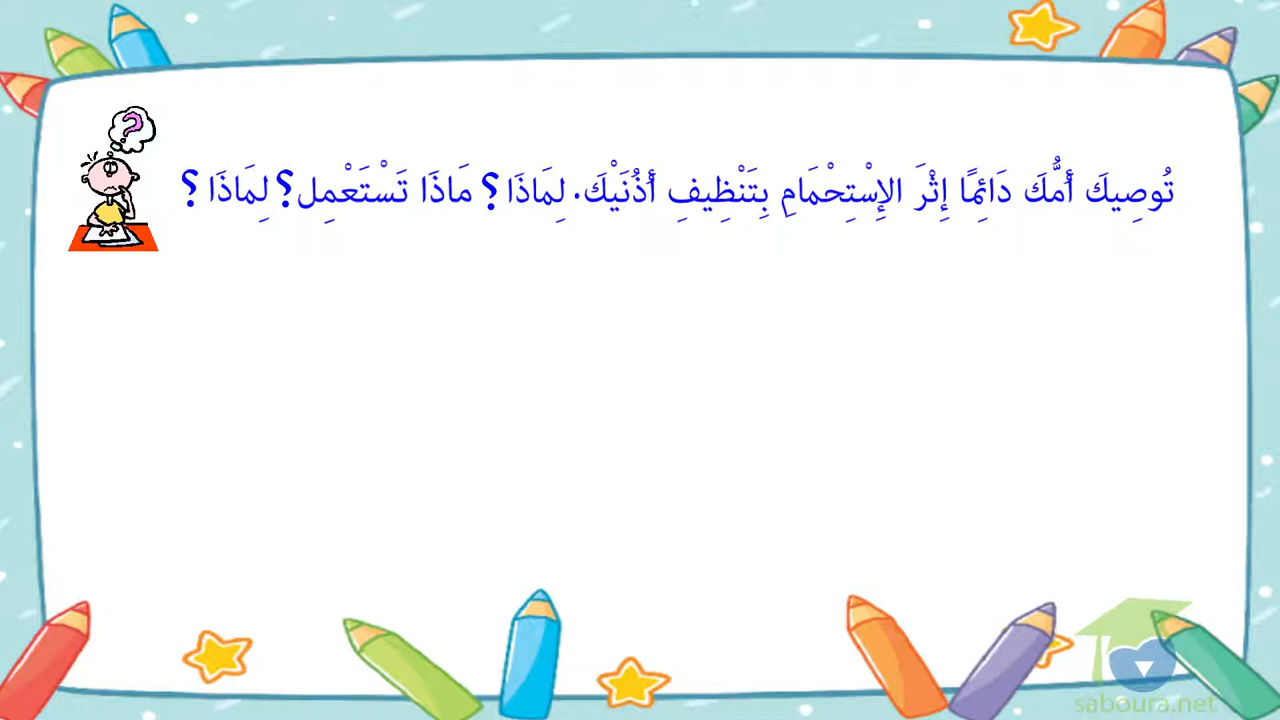 تُوصِيكَ أُمُّكَ دَائِمًا إِثْرَ الإِسْتِحْمَامِ بِتَنْظِيفِ أُذُنَيْكَ. لِمَاذَا؟ مَاذَا تَسْتَعْمِل؟ لِمَاذَا؟
?
saboura.net